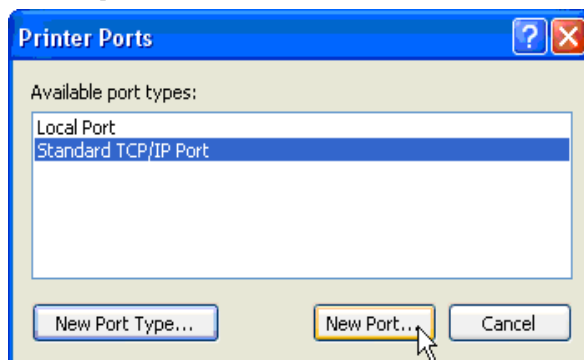 Printer Ports
Available port types:
Local Port
Standard TCP/IP Port
New Port Type... New Port... Cancel